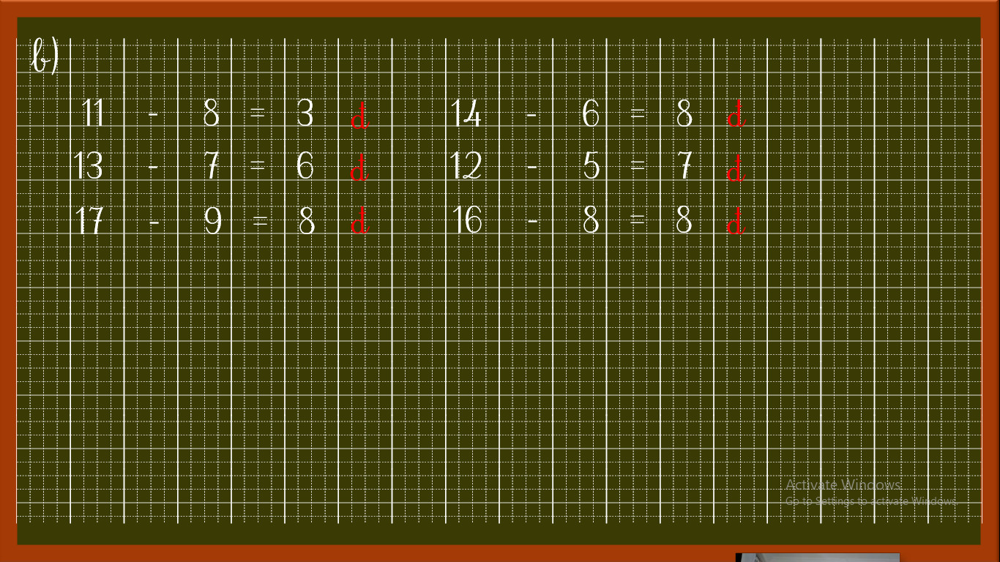 b)
11 - 8 = 3 đ 14 - 6 = 8 đ
13 - 7 = 6 đ 12 - 5 = 7 đ
17 - 9 = 8 đ 16 - 8 = 8 đ
Activate Windows
Go to Settings to activate Windows.